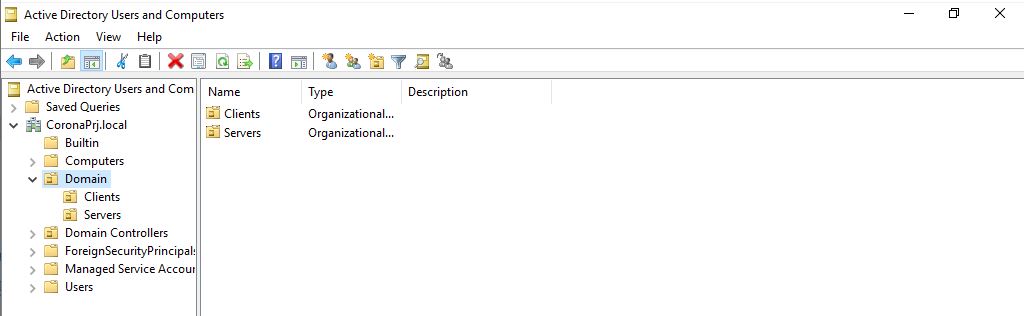 Active Directory Users and Computers
File Action View Help
Active Directory Users and Com
Saved Queries
CoronaPrj.local
Builtin
Computers
Domain
Clients
Servers
Domain Controllers
ForeignSecurityPrincipals
Managed Service Accour
Users
Name Type Description
Clients Organizational...
Servers Organizational...